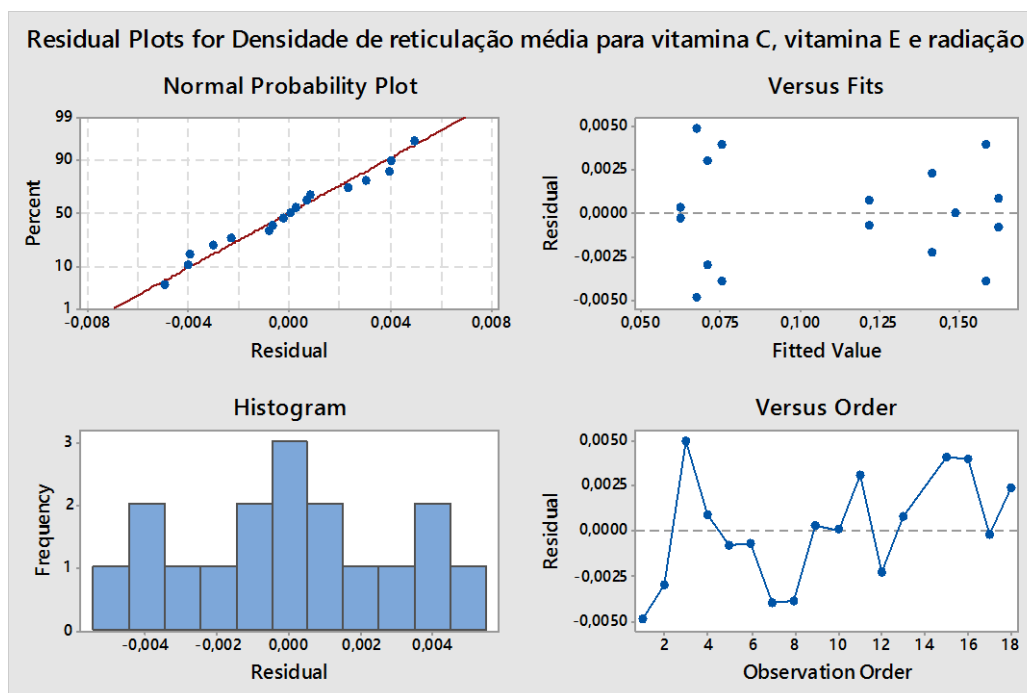 Residual Plots for Densidade de reticulação média para vitamina C, vitamina E e radiação
Normal Probability Plot
99
90
50
10
1
Percent
-0,008 -0,004 0,000 0,004 0,008
Residual
Versus Fits
0,0050
0,0025
0,0000
-0,0025
-0,0050
Residual
0,050 0,075 0,100 0,125 0,150
Fitted Value
Histogram
3
2
1
0
Frequency
-0,004 -0,002 0,000 0,002 0,004
Residual
Versus Order
0,0050
0,0025
0,0000
-0,0025
-0,0050
Residual
2 4 6 8 10 12 14 16 18
Observation Order